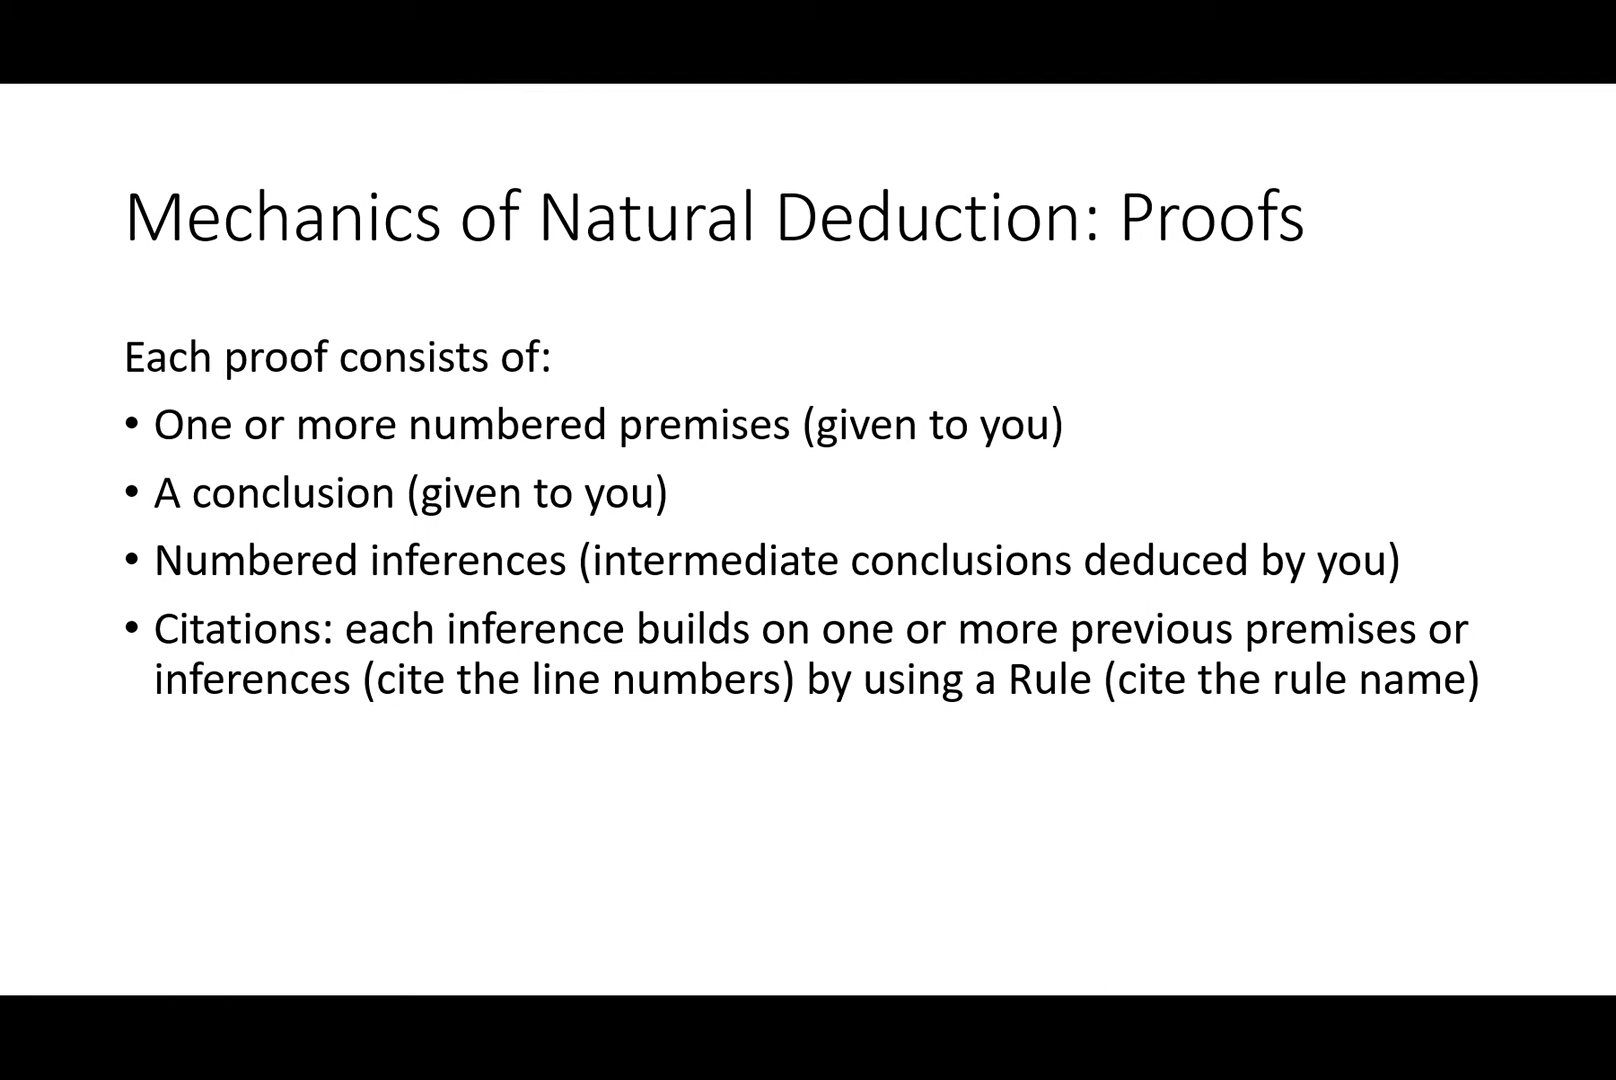 Mechanics of Natural Deduction: Proofs
Each proof consists of:
• One or more numbered premises (given to you)
• A conclusion (given to you)
• Numbered inferences (intermediate conclusions deduced by you)
• Citations: each inference builds on one or more previous premises or
inferences (cite the line numbers) by using a Rule (cite the rule name)